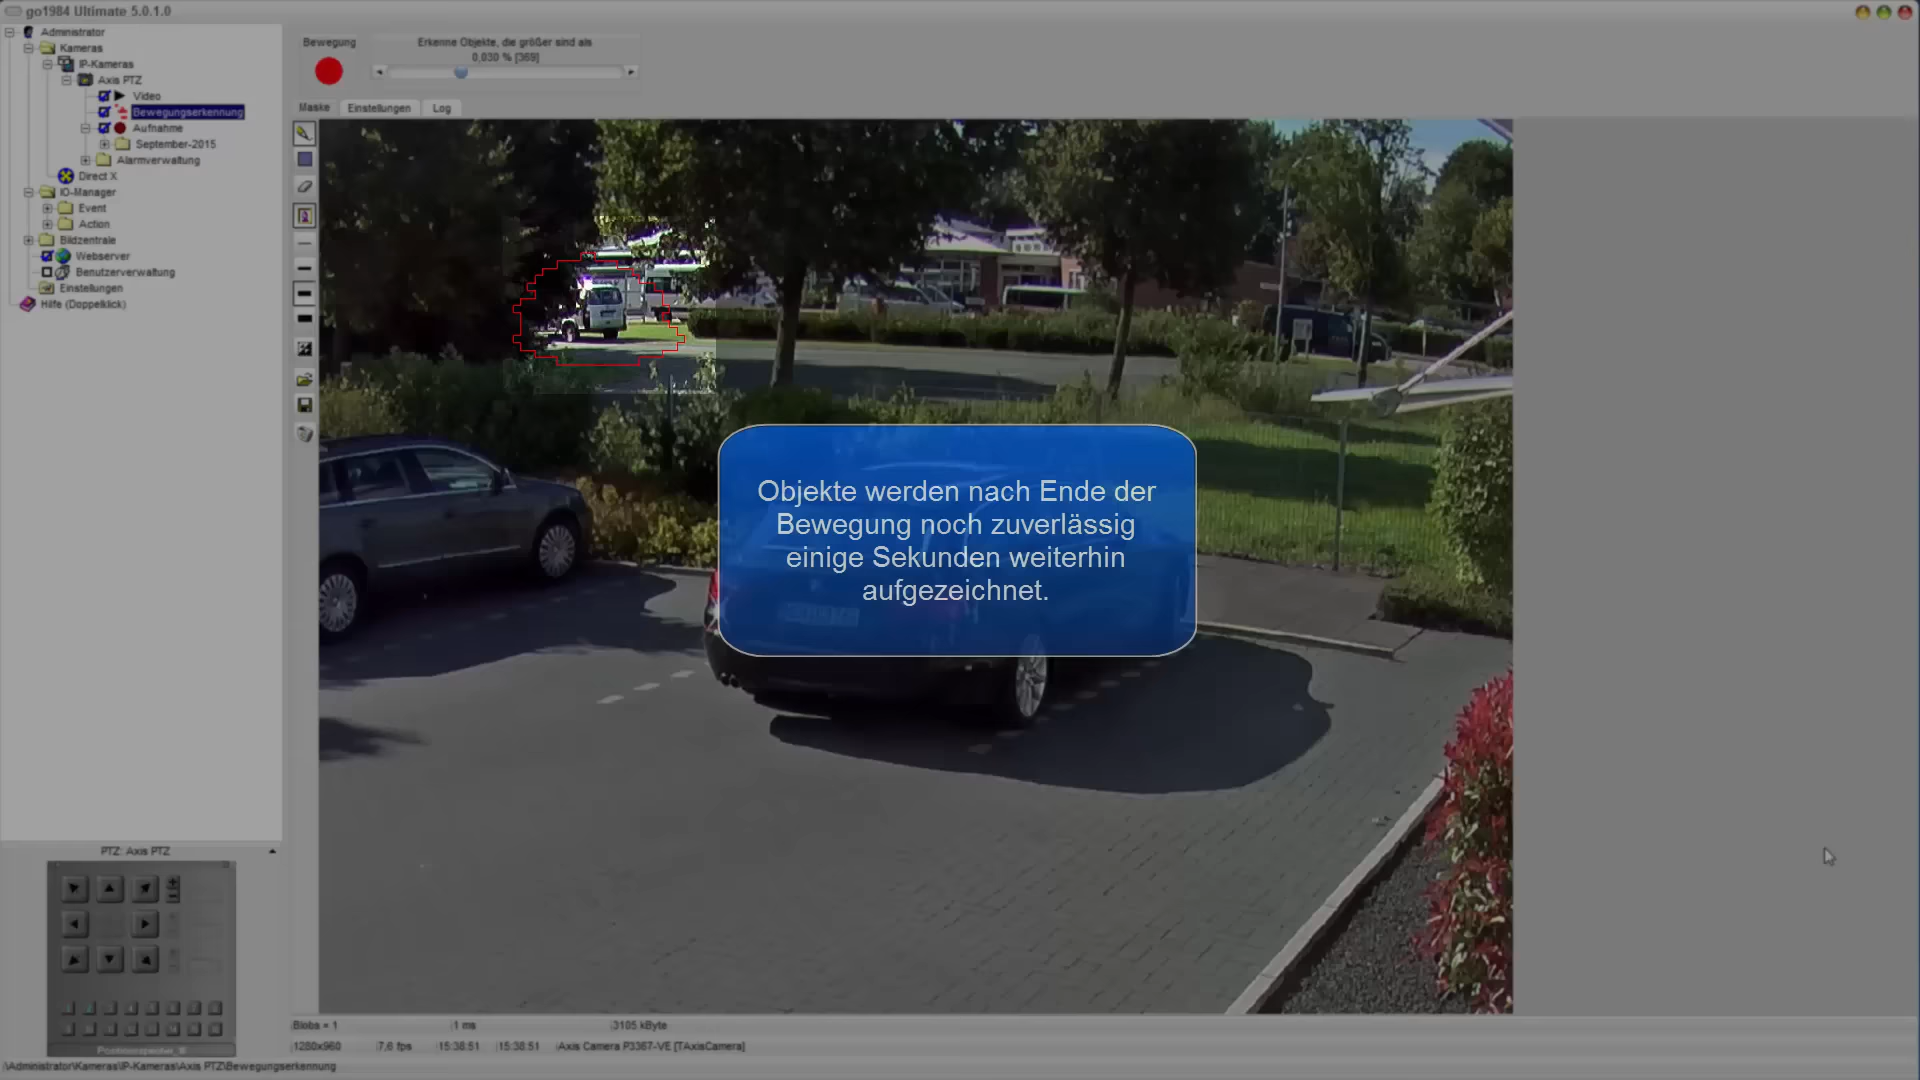 go1984 Ultimate 5.0.1.0
Administrator
Kameras
IP-Kameras
Axis PTZ
Video
Bewegungserkennung
Aufnahme
September-2015
Alarmverwaltung
Direct X
IO-Manager
Event
Action
Bildzentrale
Webserver
Benutzerverwaltung
Einstellungen
Hilfe (Doppelklick)
Bewegung
Erkenne Objekte, die größer sind als
0,030 % [369]
Maske
Einstellungen
Log
Objekte werden nach Ende der
Bewegung noch zuverlässig
einige Sekunden weiterhin
aufgezeichnet.
PTZ: Axis PTZ
Blobs = 1
1 ms
3105 kByte
1280x960
7,6 fps
15:38:51
15:38:51
Axis Camera P3367-VE [TAxisCamera]
\Administrator\Kameras\IP-Kameras\Axis PTZ\Bewegungserkennung